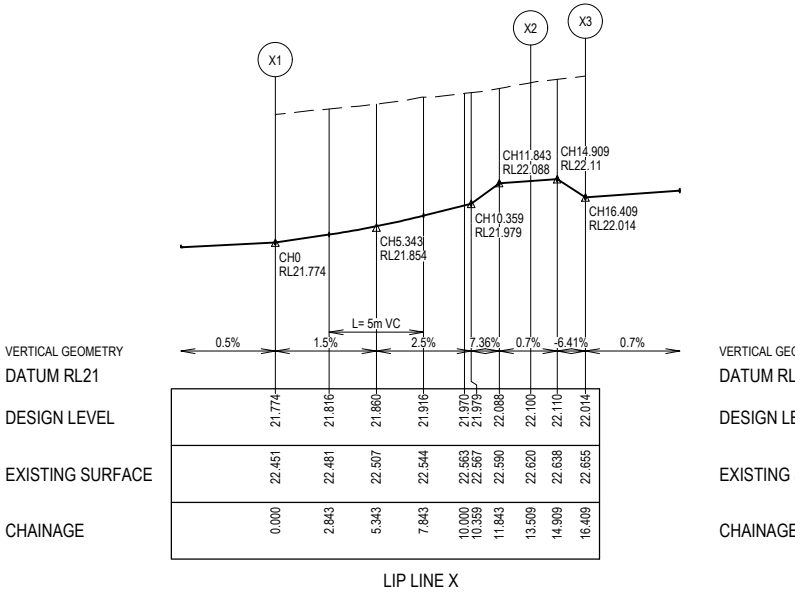 X1
X2
X3
CH11.843
RL22.088
CH14.909
RL22.11
CH10.359
RL21.979
CH16.409
RL22.014
CH5.343
RL21.854
CH0
RL21.774
L= 5m VC
VERTICAL GEOMETRY 0.5% 1.5% 2.5% 7.36% 0.7% -6.41% 0.7% VERTICAL GEO
DATUM RL21 DATUM RL
DESIGN LEVEL 21.774 21.816 21.860 21.916 21.970 21.979 22.088 22.100 22.110 22.014 DESIGN LE
EXISTING SURFACE 22.451 22.481 22.507 22.544 22.563 22.567 22.590 22.620 22.638 22.655 EXISTING
CHAINAGE 0.000 2.843 5.343 7.843 10.000 10.359 11.843 13.509 14.909 16.409 CHAINAGE
LIP LINE X